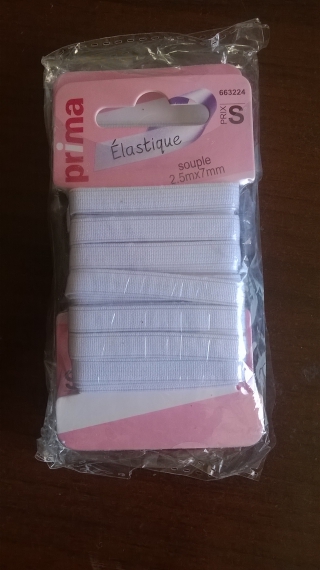 prima
663224
PRIX S
Élastique
souple
2.5mx7mm